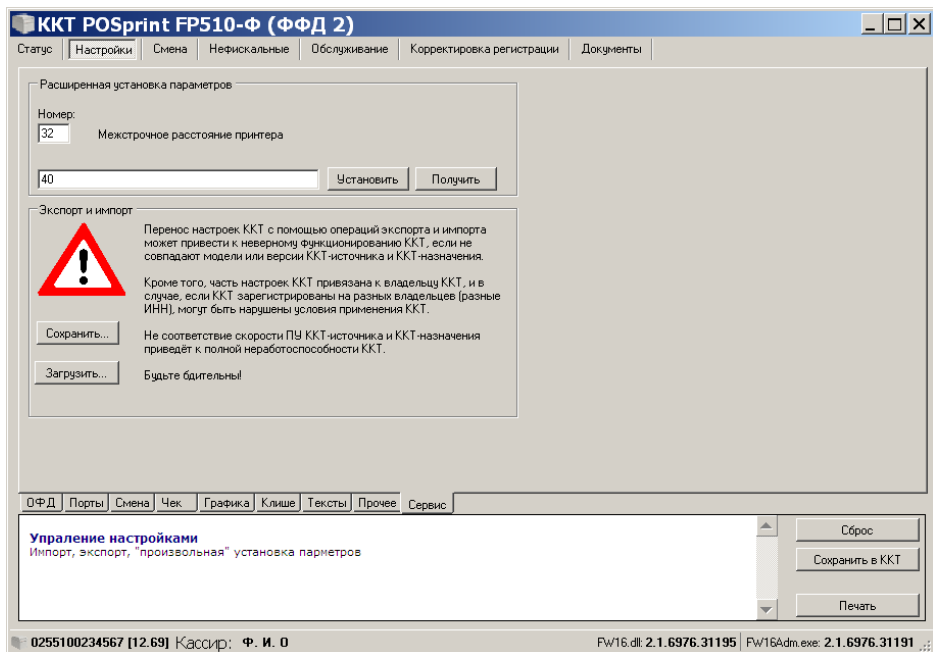 ККТ POSprint FP510-Ф (ФФД 2)
Статус Настройки Смена Нефискальные Обслуживание Корректировка регистрации Документы
Расширенная установка параметров
Номер:
32 Межстрочное расстояние принтера
40 Установить Получить
Экспорт и импорт
Перенос настроек ККТ с помощью операций экспорта и импорта
может привести к неверному функционированию ККТ, если не
совпадают модели или версии ККТ-источника и ККТ-назначения.
Кроме того, часть настроек ККТ привязана к владельцу ККТ, и в
случае, если ККТ зарегистрированы на разных владельцев (разные
ИНН), могут быть нарушены условия применения ККТ.
Сохранить...
Не соответствие скорости ПУ ККТ-источника и ККТ-назначения
приведёт к полной неработоспособности ККТ.
Загрузить...
Будьте бдительны!
ОФД Порты Смена Чек Графика Клише Тексты Прочее Сервис
Упраление настройками
Импорт, экспорт, "произвольная" установка парметров
Сброс
Сохранить в ККТ
Печать
0255100234567 [12.69] Кассир: Ф. И. О FW16.dll: 2.1.6976.31195 FW16Adm.exe: 2.1.6976.31191